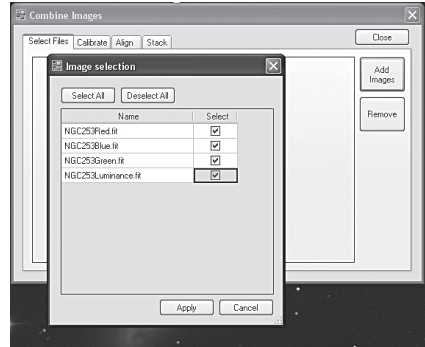 Combine Images
Close
Select Files Calibrate Align Stack
Add
Images
Remove
Image selection
Select All Deselect All
Name Select
NGC253Red.fit
NGC253Blue.fit
NGC253Green.fit
NGC253Luminance.fit
Apply Cancel